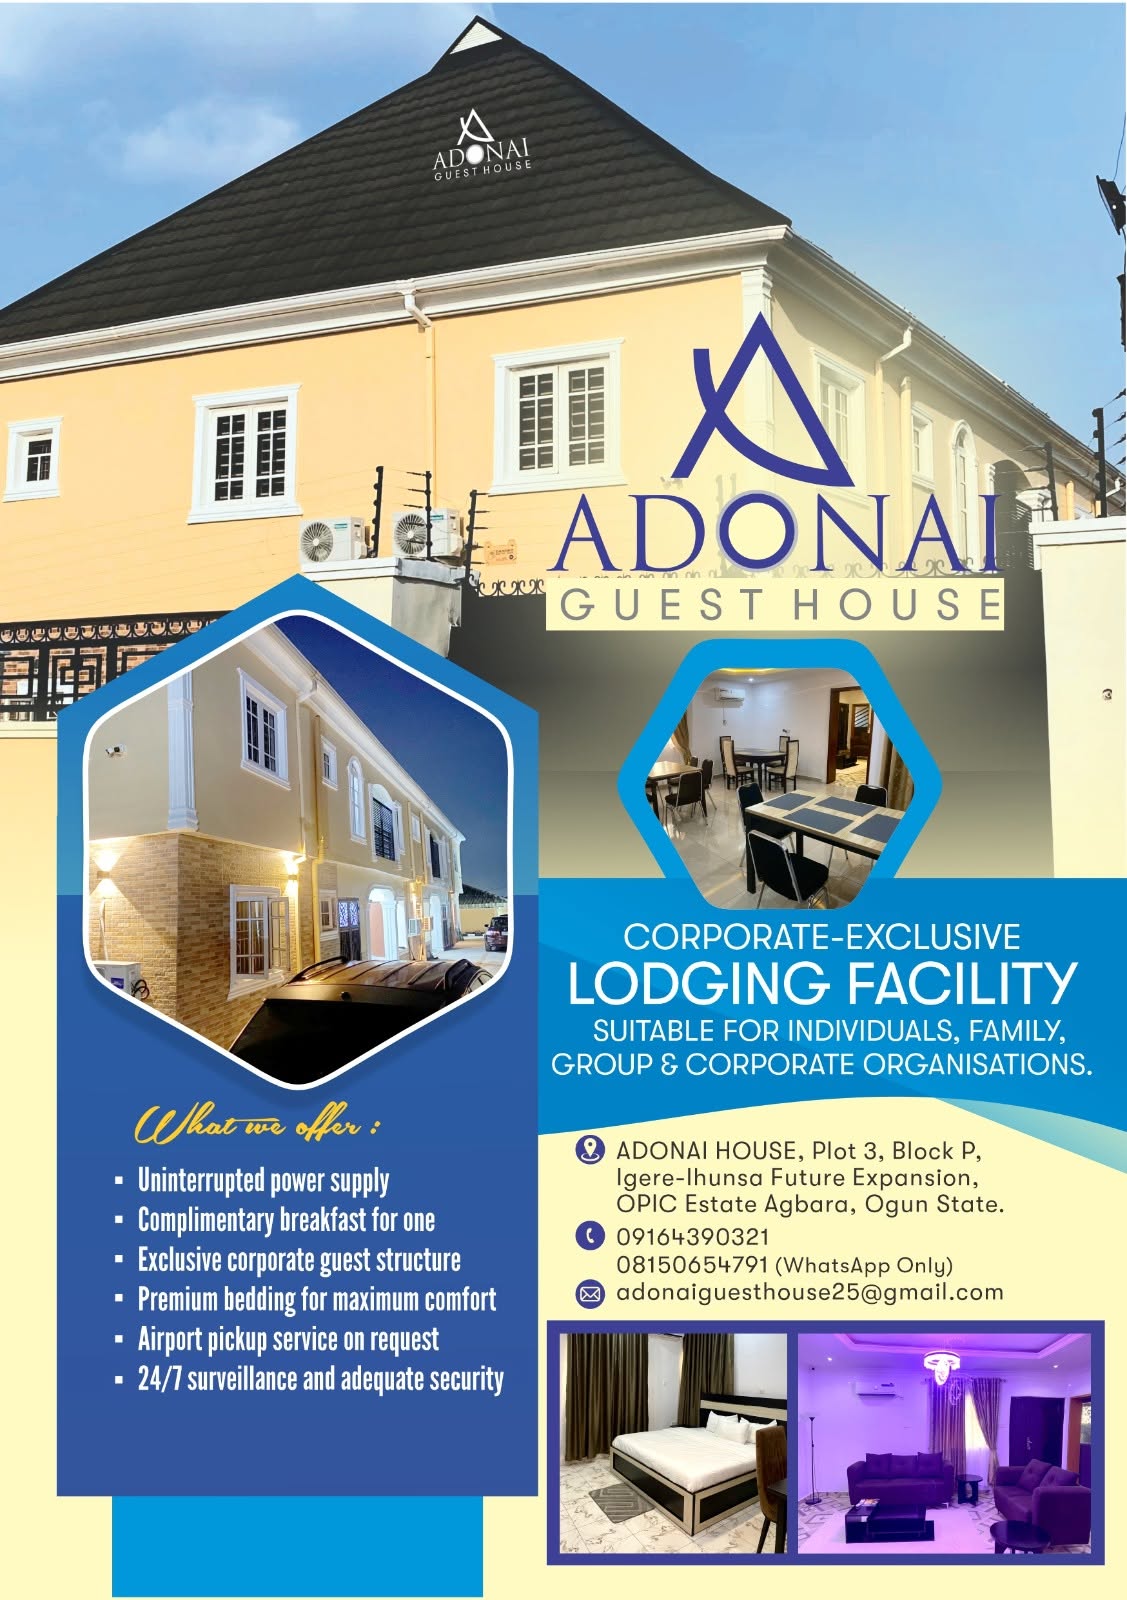 ADONAI
GUEST HOUSE
ADONAI
GUEST HOUSE
CORPORATE-EXCLUSIVE
LODGING FACILITY
SUITABLE FOR INDIVIDUALS, FAMILY,
GROUP & CORPORATE ORGANISATIONS.
What we offer :
▪ Uninterrupted power supply
▪ Complimentary breakfast for one
▪ Exclusive corporate guest structure
▪ Premium bedding for maximum comfort
▪ Airport pickup service on request
▪ 24/7 surveillance and adequate security
ADONAI HOUSE, Plot 3, Block P,
Igere-Ihunsa Future Expansion,
OPIC Estate Agbara, Ogun State.
09164390321
08150654791 (WhatsApp Only)
adonaiguesthouse25@gmail.com